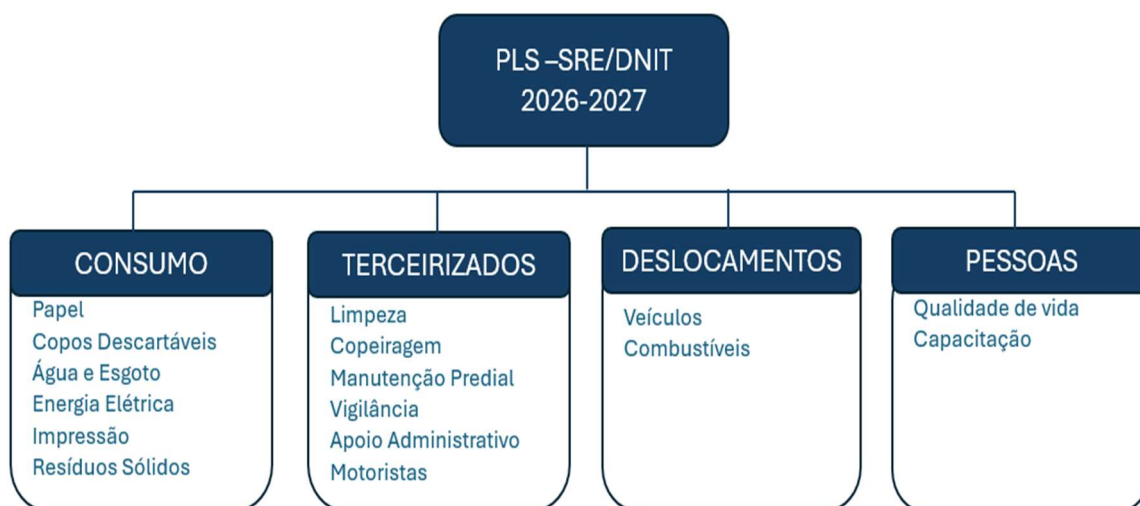 PLS –SRE/DNIT
2026-2027
CONSUMO
Papel
Copos Descartáveis
Água e Esgoto
Energia Elétrica
Impressão
Resíduos Sólidos
TERCEIRIZADOS
Limpeza
Copeiragem
Manutenção Predial
Vigilância
Apoio Administrativo
Motoristas
DESLOCAMENTOS
Veículos
Combustíveis
PESSOAS
Qualidade de vida
Capacitação